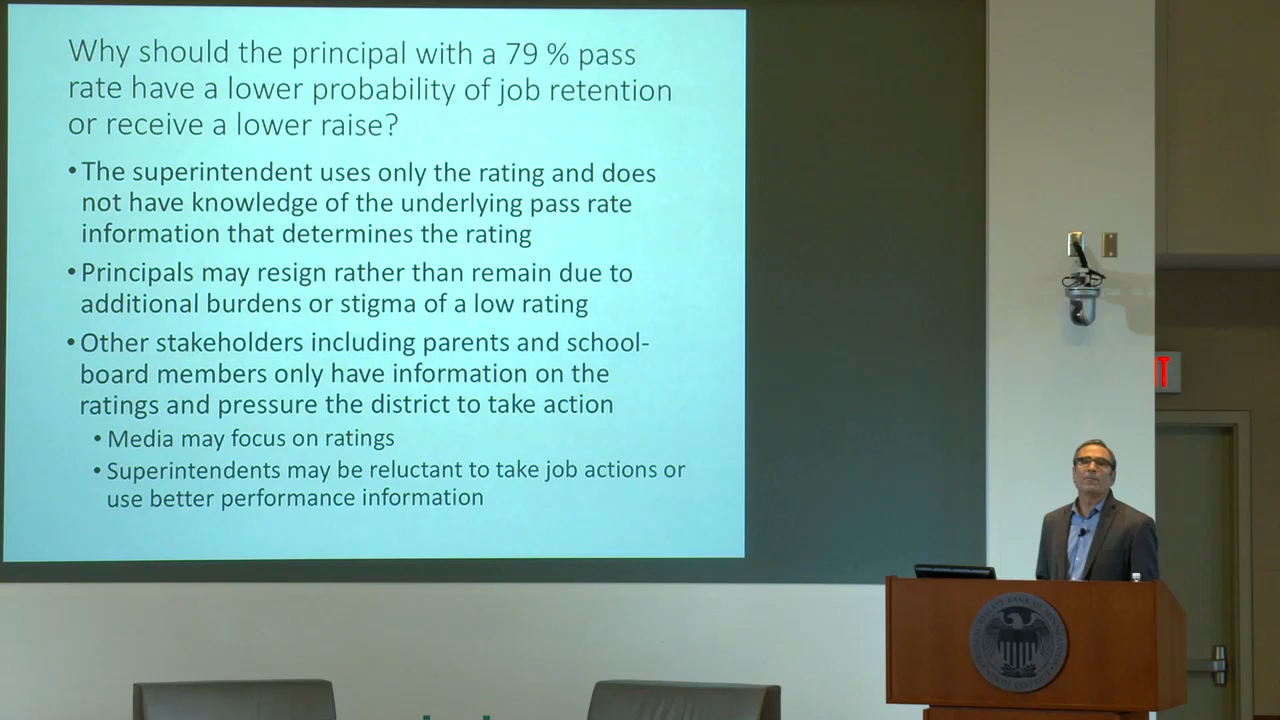 Why should the principal with a 79 % pass
rate have a lower probability of job retention
or receive a lower raise?
• The superintendent uses only the rating and does
not have knowledge of the underlying pass rate
information that determines the rating
• Principals may resign rather than remain due to
additional burdens or stigma of a low rating
• Other stakeholders including parents and school-
board members only have information on the
ratings and pressure the district to take action
• Media may focus on ratings
• Superintendents may be reluctant to take job actions or
use better performance information